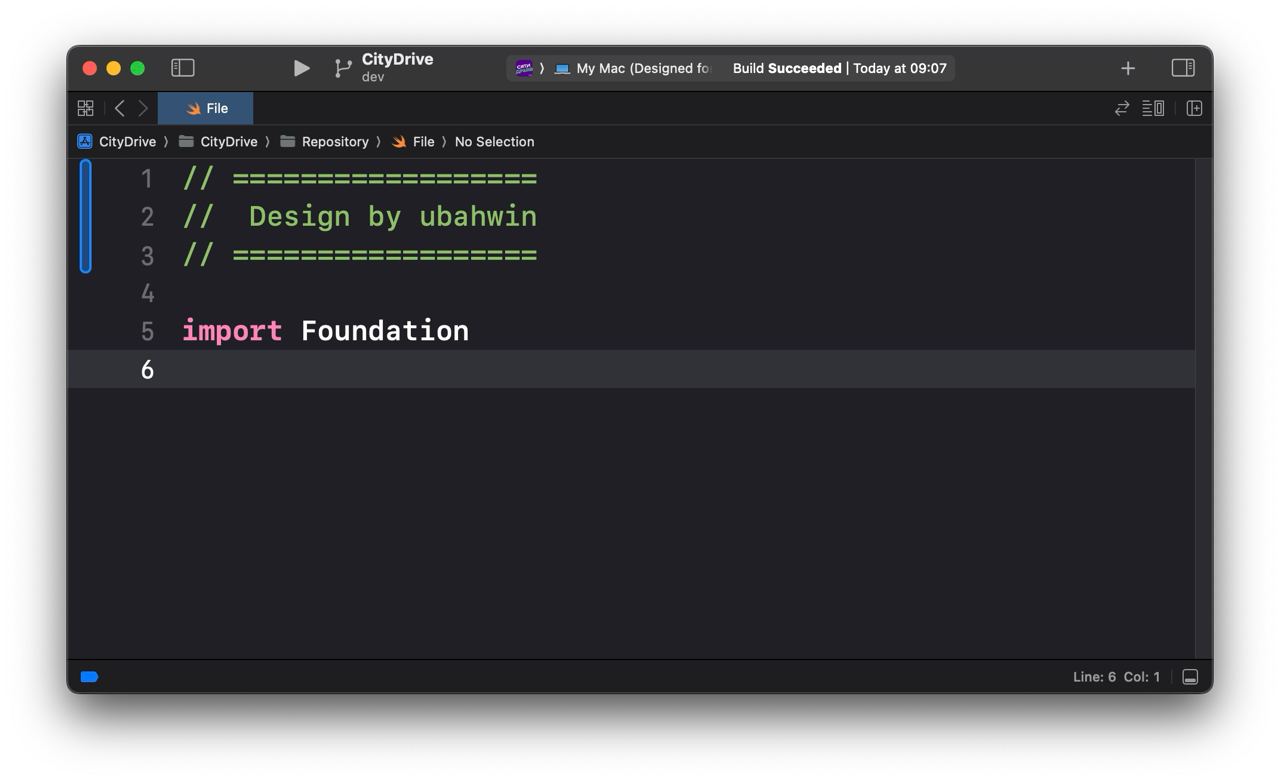 CityDrive
dev
My Mac (Designed fo
Build Succeeded | Today at 09:07
File
CityDrive 〉 CityDrive 〉 Repository 〉 File 〉 No Selection
1 // ==================
2 //  Design by ubahwin
3 // ==================
4
5 import Foundation
6
Line: 6 Col: 1